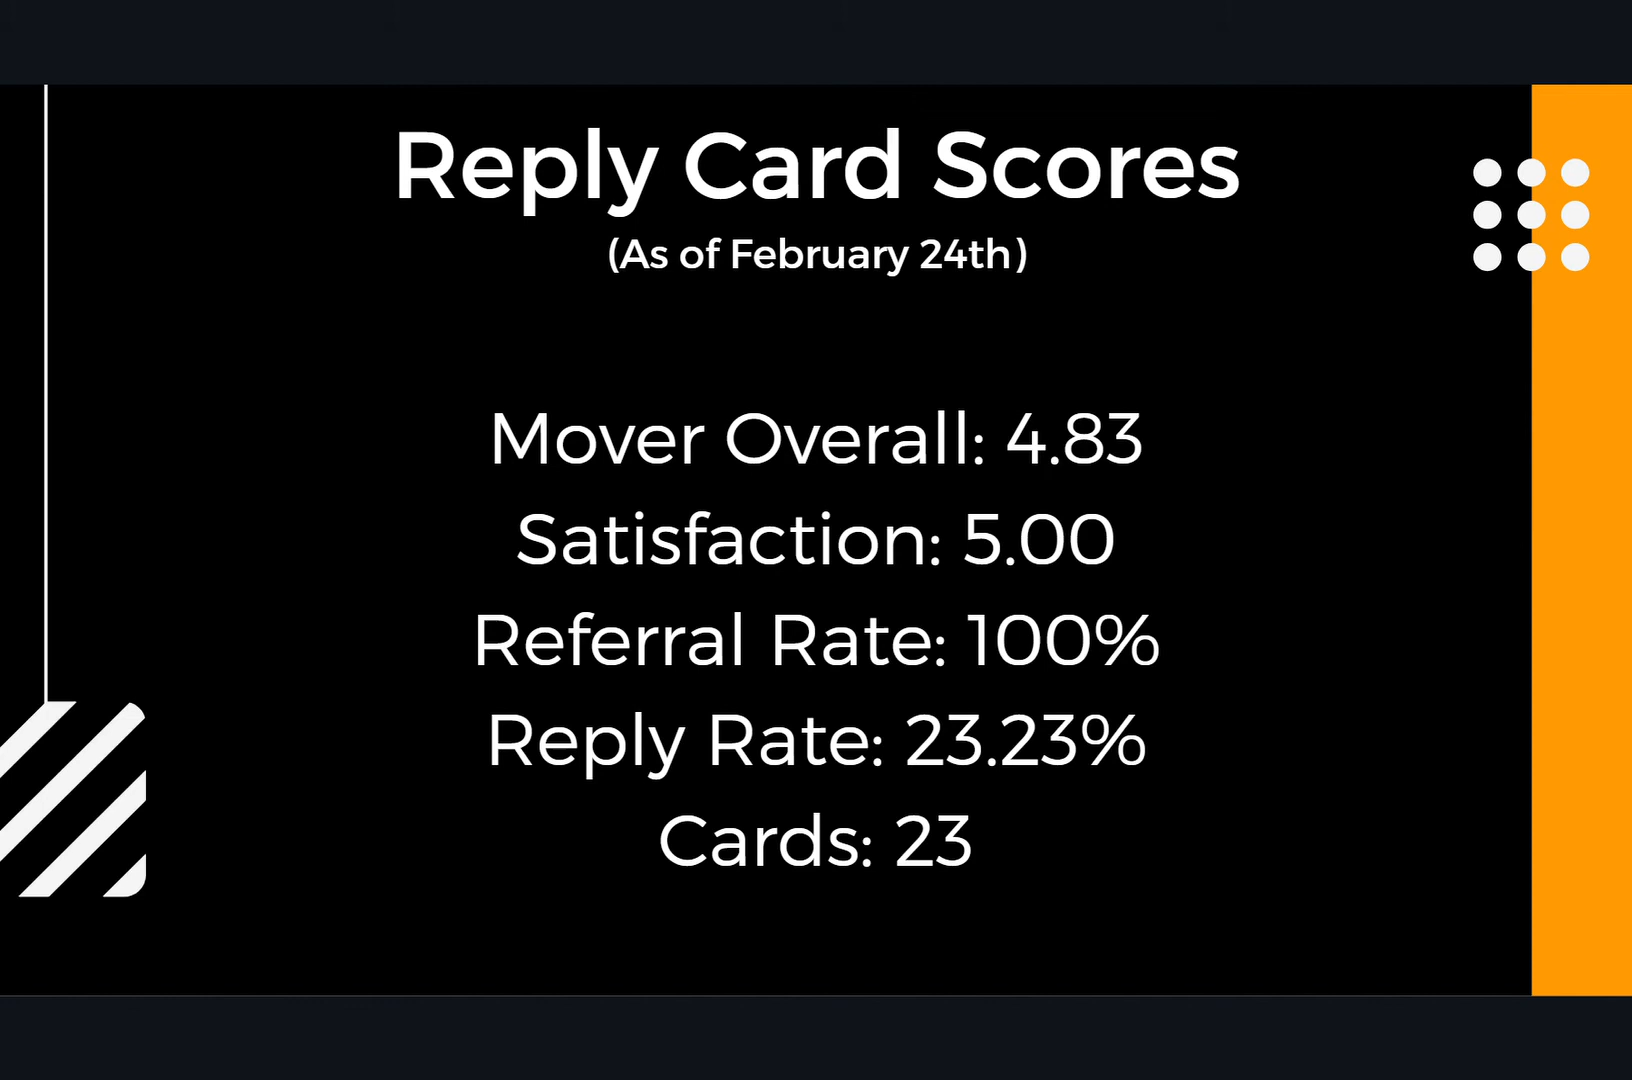 Reply Card Scores
(As of February 24th)
Mover Overall: 4.83
Satisfaction: 5.00
Referral Rate: 100%
Reply Rate: 23.23%
Cards: 23